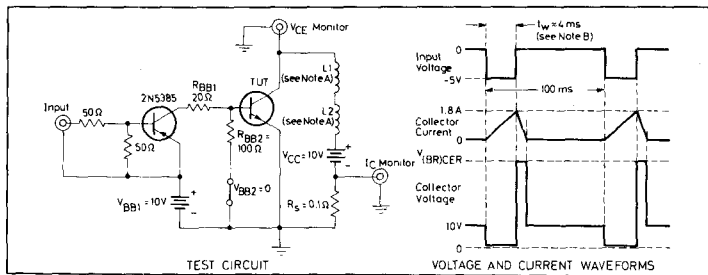 VCE Monitor
L1
(see Note A)
L2
(see Note A)
TUT
2N5385
RBB1
20Ω
Input
50Ω
50Ω
RBB2 =
100Ω
VCC = 10V
IC Monitor
VBB1 = 10V
VBB2 = 0
RS = 0.1Ω
+
-
+
-
TEST CIRCUIT
tw ≈ 4 ms
(see Note B)
Input
Voltage
0
-5V
100 ms
1.8A
Collector
Current
0
V(BR)CER
Collector
Voltage
10V
0
VOLTAGE AND CURRENT WAVEFORMS